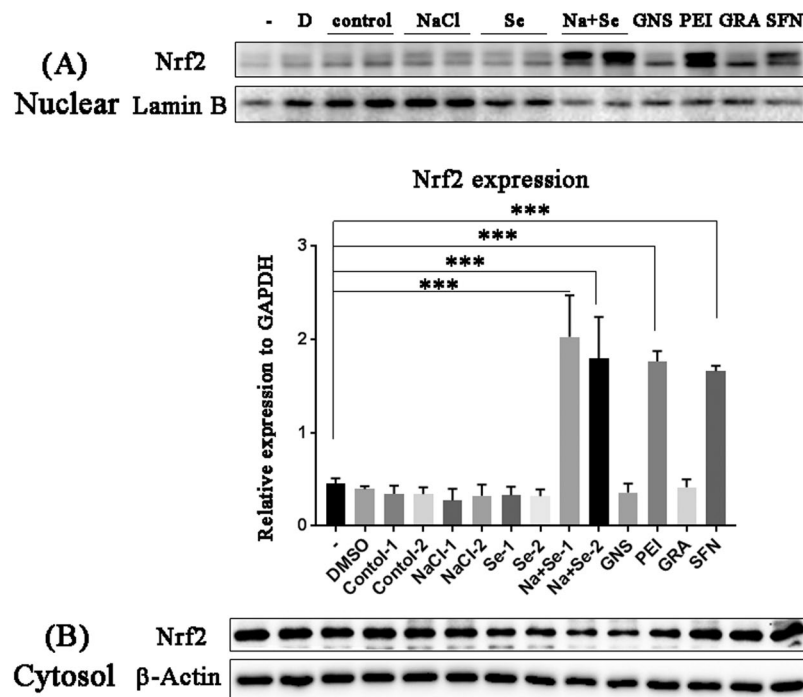 - D control NaCl Se Na+Se GNS PEI GRA SFN
(A) Nrf2
Nuclear Lamin B
Nrf2 expression
***
***
***
***
Relative expression to GAPDH
3
2
1
0
- DMSO Contol-1 Contol-2 NaCl-1 NaCl-2 Se-1 Se-2 Na+Se-1 Na+Se-2 GNS PEI GRA SFN
(B) Nrf2
Cytosol β-Actin